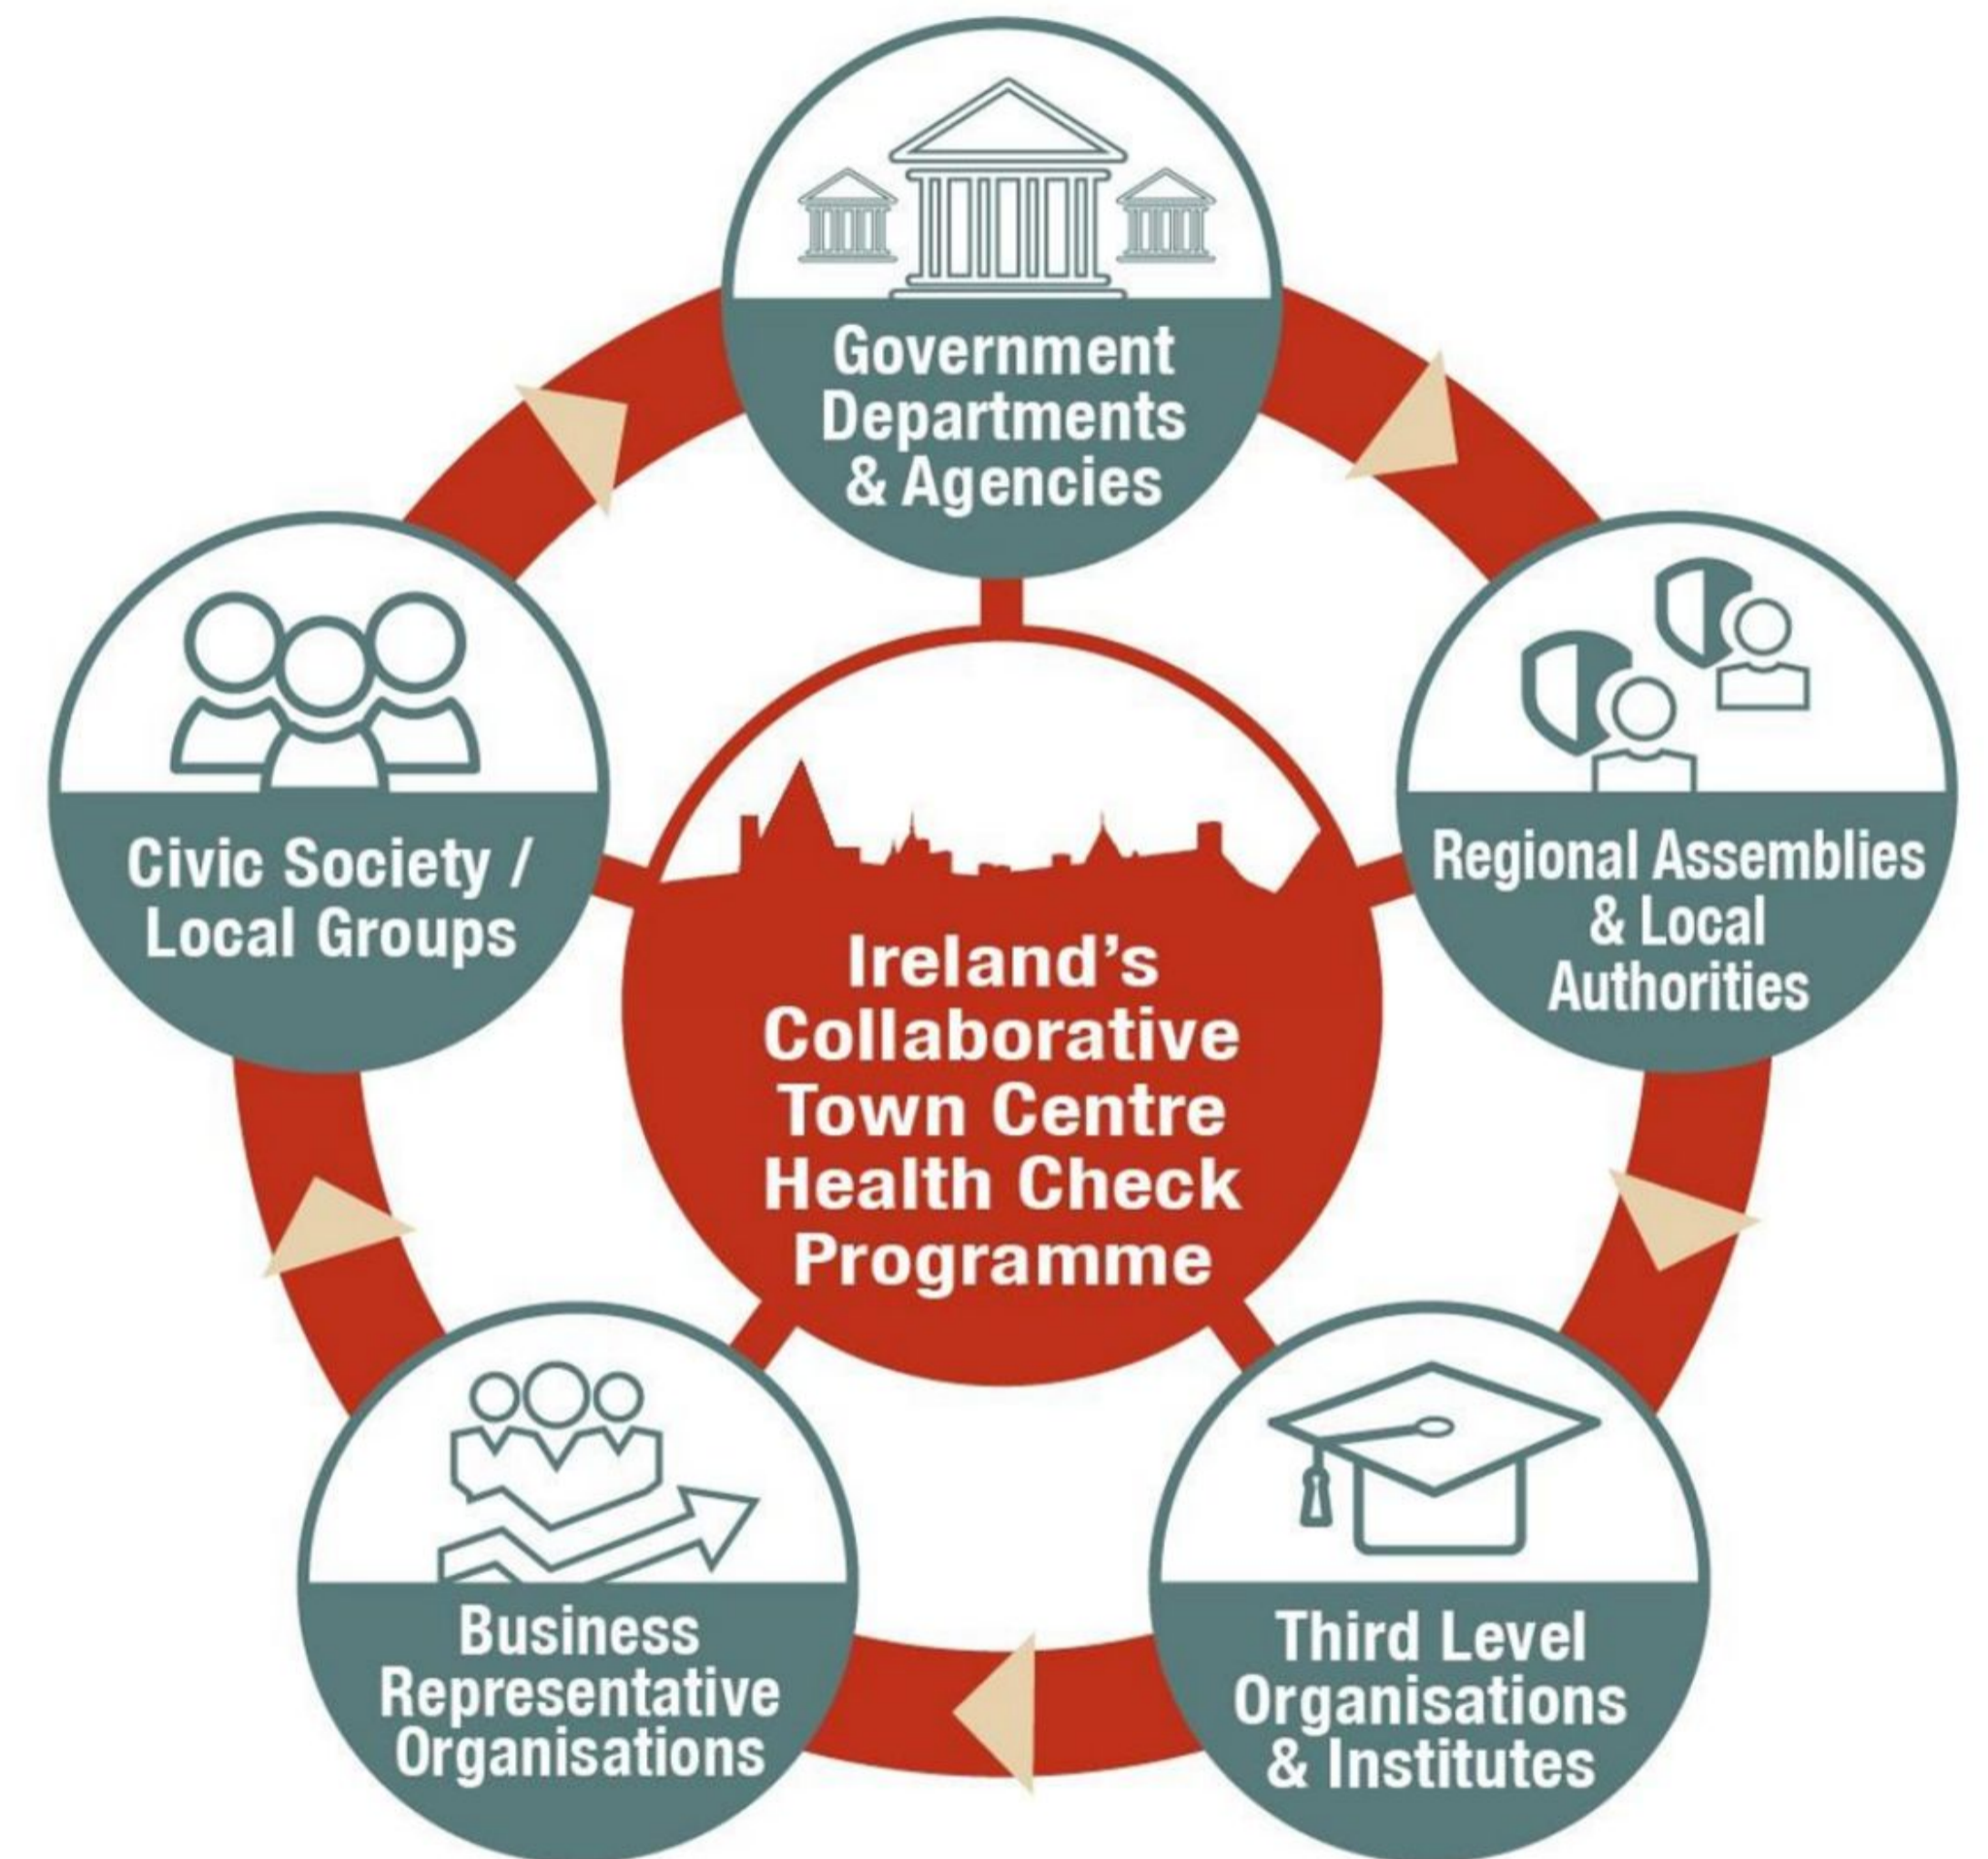 Government
Departments
& Agencies
Civic Society /
Local Groups
Regional Assemblies
& Local
Authorities
Ireland’s
Collaborative
Town Centre
Health Check
Programme
Business
Representative
Organisations
Third Level
Organisations
& Institutes